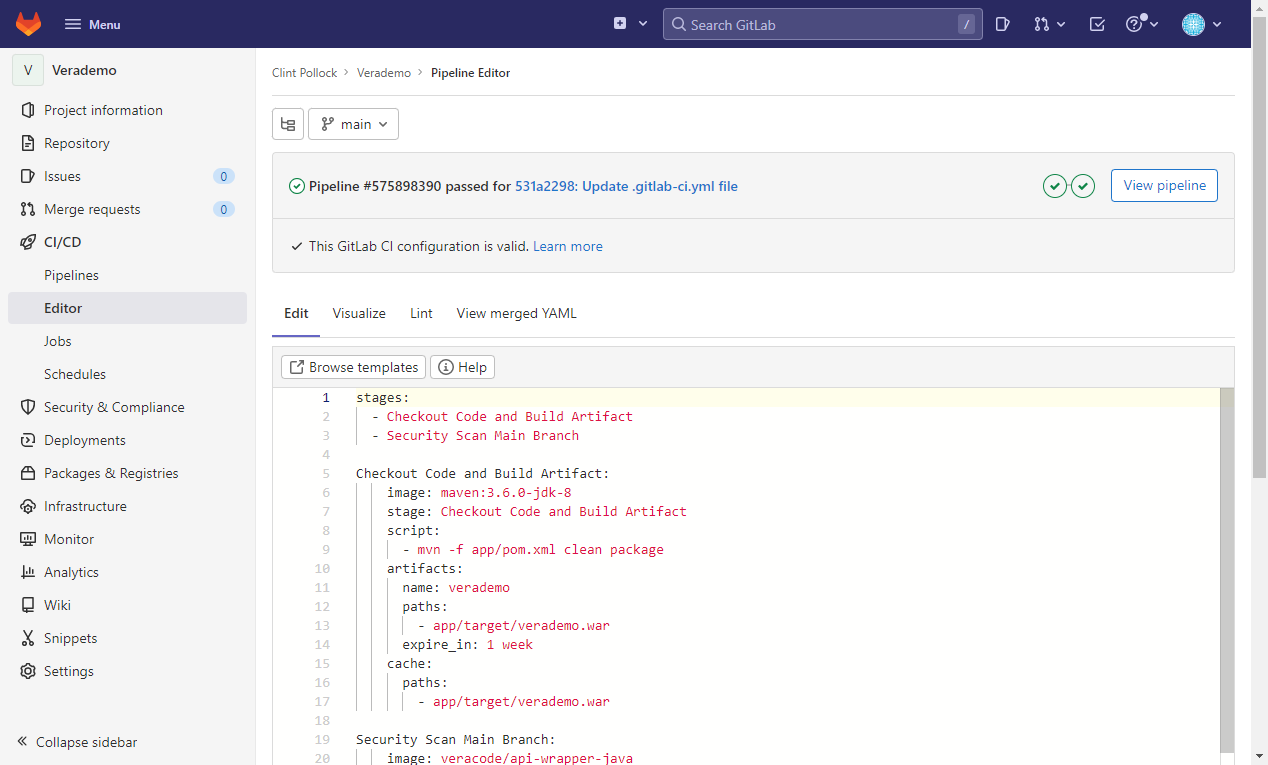 Menu
Search GitLab /
V Verademo
Project information
Repository
Issues 0
Merge requests 0
CI/CD
Pipelines
Editor
Jobs
Schedules
Security & Compliance
Deployments
Packages & Registries
Infrastructure
Monitor
Analytics
Wiki
Snippets
Settings
Collapse sidebar
Clint Pollock > Verademo > Pipeline Editor
main
Pipeline #575898390 passed for 531a2298: Update .gitlab-ci.yml file
View pipeline
This GitLab CI configuration is valid. Learn more
Edit Visualize Lint View merged YAML
Browse templates Help
1 stages:
2 - Checkout Code and Build Artifact
3 - Security Scan Main Branch
4
5 Checkout Code and Build Artifact:
6 image: maven:3.6.0-jdk-8
7 stage: Checkout Code and Build Artifact
8 script:
9 - mvn -f app/pom.xml clean package
10 artifacts:
11 name: verademo
12 paths:
13 - app/target/verademo.war
14 expire_in: 1 week
15 cache:
16 paths:
17 - app/target/verademo.war
18
19 Security Scan Main Branch:
20 image: veracode/api-wrapper-java